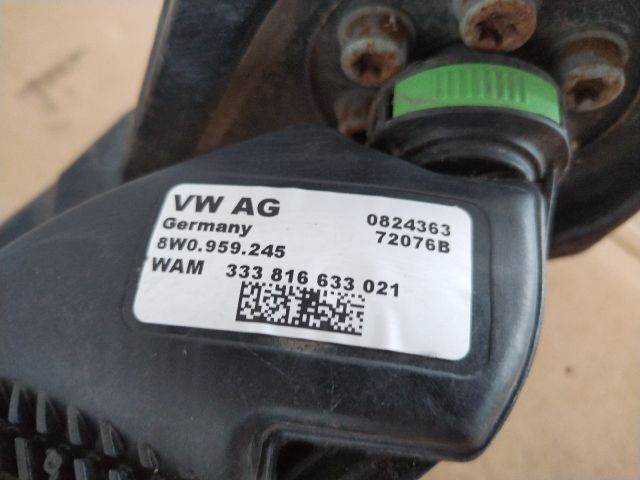 VW AG
Germany
8W0.959.245
0824363
72076B
WAM 333 816 633 021